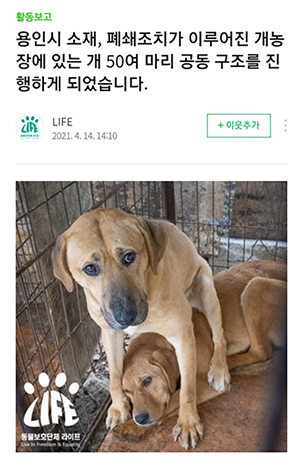 활동보고
용인시 소재, 폐쇄조치가 이루어진 개농
장에 있는 개 50여 마리 공동 구조를 진
행하게 되었습니다.
LIFE
LIFE
2021. 4. 14. 14:10
+ 이웃추가
LIFE
동물보호단체 라이프
Live in Freedom & Equality